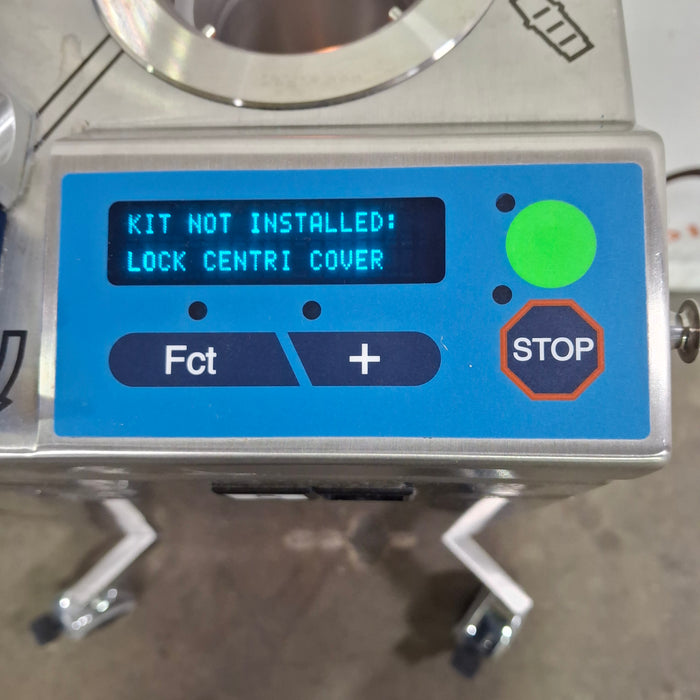 KIT NOT INSTALLED:
LOCK CENTRI COVER
Fct +
STOP